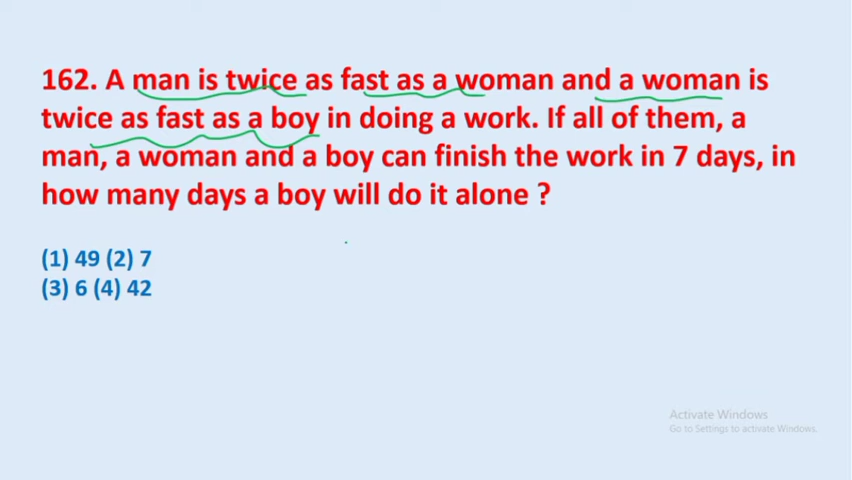 162. A man is twice as fast as a woman and a woman is
twice as fast as a boy in doing a work. If all of them, a
man, a woman and a boy can finish the work in 7 days, in
how many days a boy will do it alone ?
(1) 49 (2) 7
(3) 6 (4) 42
Activate Windows
Go to Settings to activate Windows.